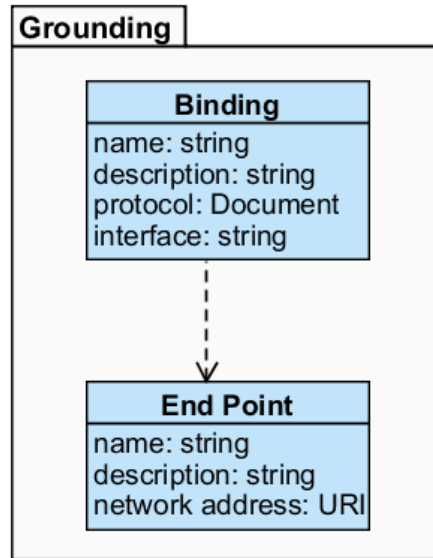 Grounding
Binding
name: string
description: string
protocol: Document
interface: string
End Point
name: string
description: string
network address: URI